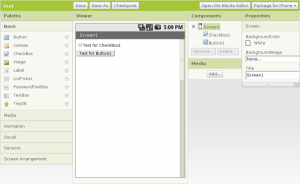 test
Save
Save As
Checkpoint
Open the Blocks Editor
Package for Phone
Palette
Viewer
Components
Properties
Basic
Button
Canvas
CheckBox
Image
Label
ListPicker
PasswordTextBox
TextBox
TinyDB
Media
Animation
Social
Sensors
Screen Arrangement
5:09 PM
Screen1
Text for CheckBox1
Text for Button1
Screen1
CheckBox1
Button1
Rename...
Delete...
Media
Add...
Screen
BackgroundColor
White
BackgroundImage
None...
Title
Screen1